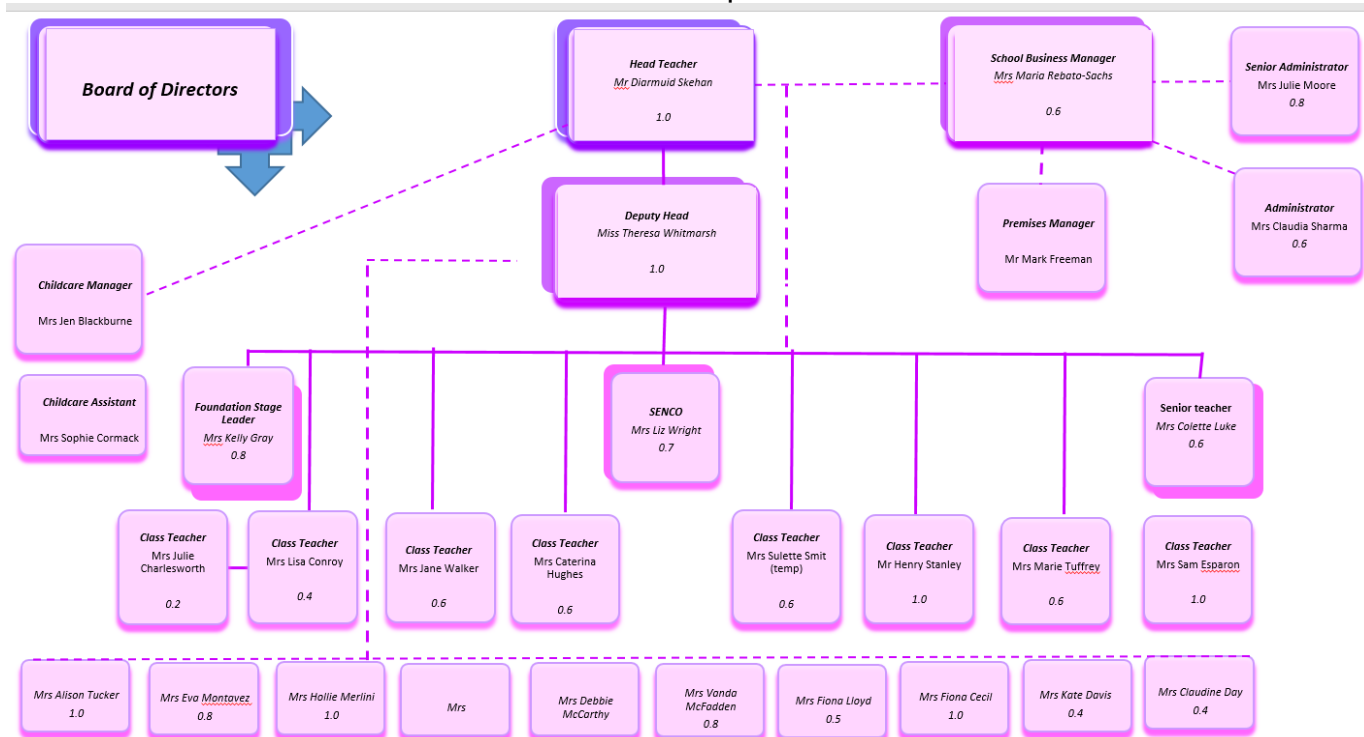 Board of Directors
Head Teacher
Mr Diarmuid Skehan
1.0
School Business Manager
Mrs Maria Rebato-Sachs
0.6
Senior Administrator
Mrs Julie Moore
0.8
Deputy Head
Miss Theresa Whitmarsh
1.0
Premises Manager
Mr Mark Freeman
Administrator
Mrs Claudia Sharma
0.6
Childcare Manager
Mrs Jen Blackburne
Childcare Assistant
Mrs Sophie Cormack
Foundation Stage
Leader
Mrs Kelly Gray
0.8
SENCO
Mrs Liz Wright
0.7
Senior teacher
Mrs Colette Luke
0.6
Class Teacher
Mrs Julie
Charlesworth
0.2
Class Teacher
Mrs Lisa Conroy
0.4
Class Teacher
Mrs Jane Walker
0.6
Class Teacher
Mrs Caterina
Hughes
0.6
Class Teacher
Mrs Sulette Smit
(temp)
0.6
Class Teacher
Mr Henry Stanley
1.0
Class Teacher
Mrs Marie Tuffrey
0.6
Class Teacher
Mrs Sam Esparon
1.0
Mrs Alison Tucker
1.0
Mrs Eva Montavez
0.8
Mrs Hollie Merlini
1.0
Mrs
Mrs Debbie
McCarthy
Mrs Vanda
McFadden
0.8
Mrs Fiona Lloyd
0.5
Mrs Fiona Cecil
1.0
Mrs Kate Davis
0.4
Mrs Claudine Day
0.4